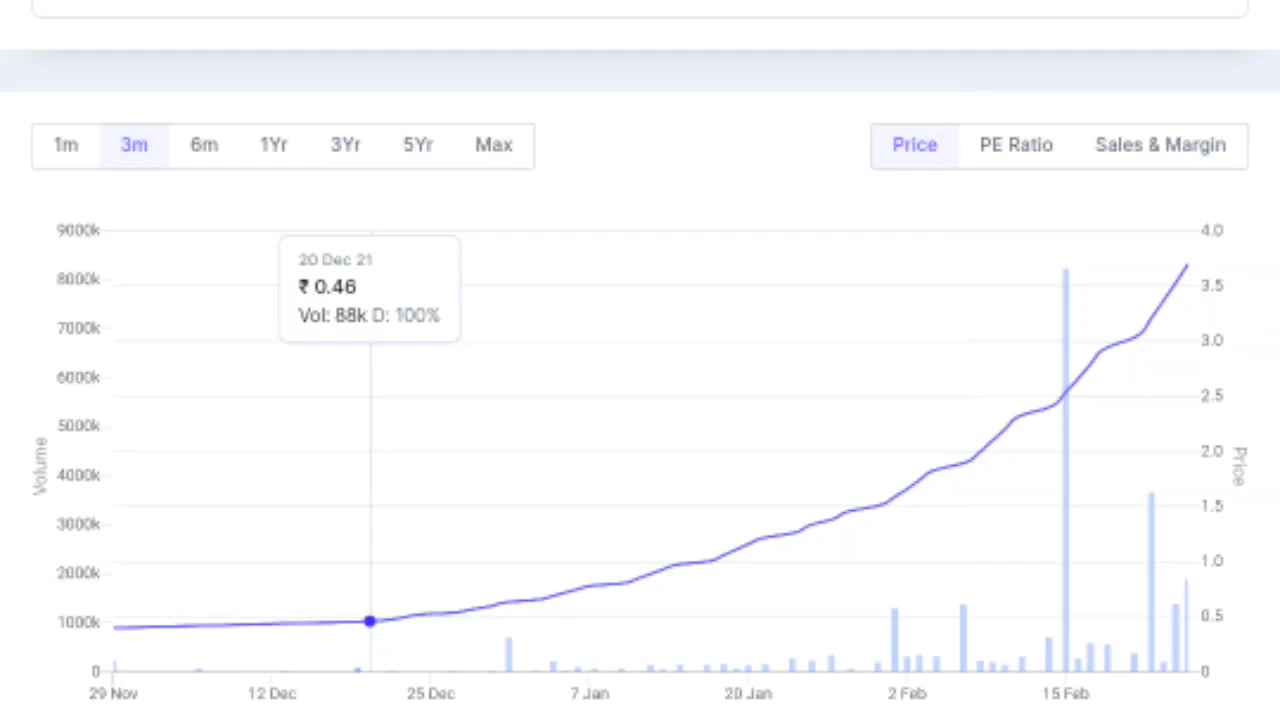 1m 3m 6m 1Yr 3Yr 5Yr Max Price PE Ratio Sales & Margin
9000k 4.0
20 Dec 21
8000k 3.5
₹ 0.46
Vol: 88k D: 100%
7000k 3.0
6000k 2.5
5000k 2.0
Volume Price
4000k 1.5
3000k 1.0
2000k 0.5
1000k
0 0
29 Nov 12 Dec 25 Dec 7 Jan 20 Jan 2 Feb 15 Feb